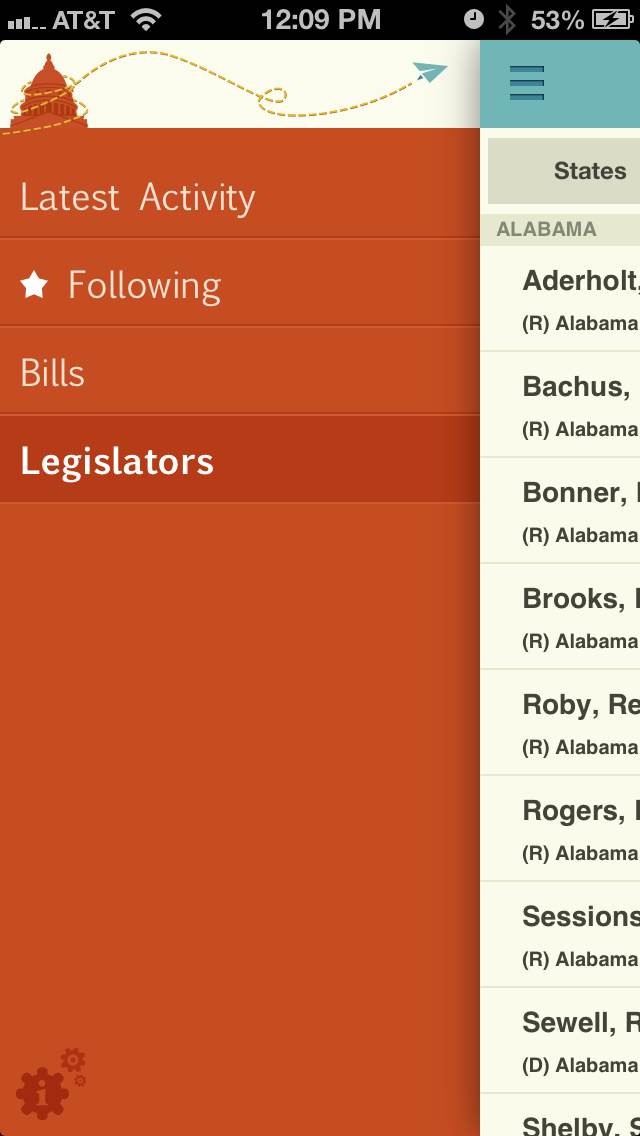 AT&T 12:09 PM 53%
Latest Activity
Following
Bills
Legislators
i
States
ALABAMA
Aderholt,
(R) Alabama
Bachus,
(R) Alabama
Bonner,
(R) Alabama
Brooks,
(R) Alabama
Roby, Re
(R) Alabama
Rogers,
(R) Alabama
Sessions
(R) Alabama
Sewell, R
(D) Alabama
Shelby, S